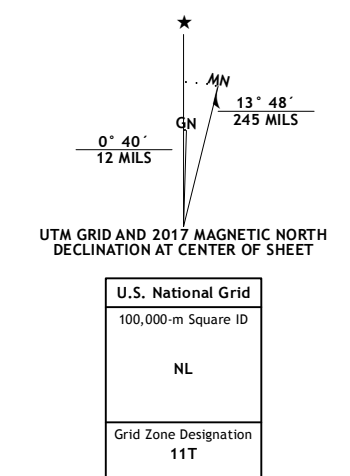 ★
MN
13° 48´
245 MILS
GN
0° 40´
12 MILS
UTM GRID AND 2017 MAGNETIC NORTH
DECLINATION AT CENTER OF SHEET
U.S. National Grid
100,000-m Square ID
NL
Grid Zone Designation
11T